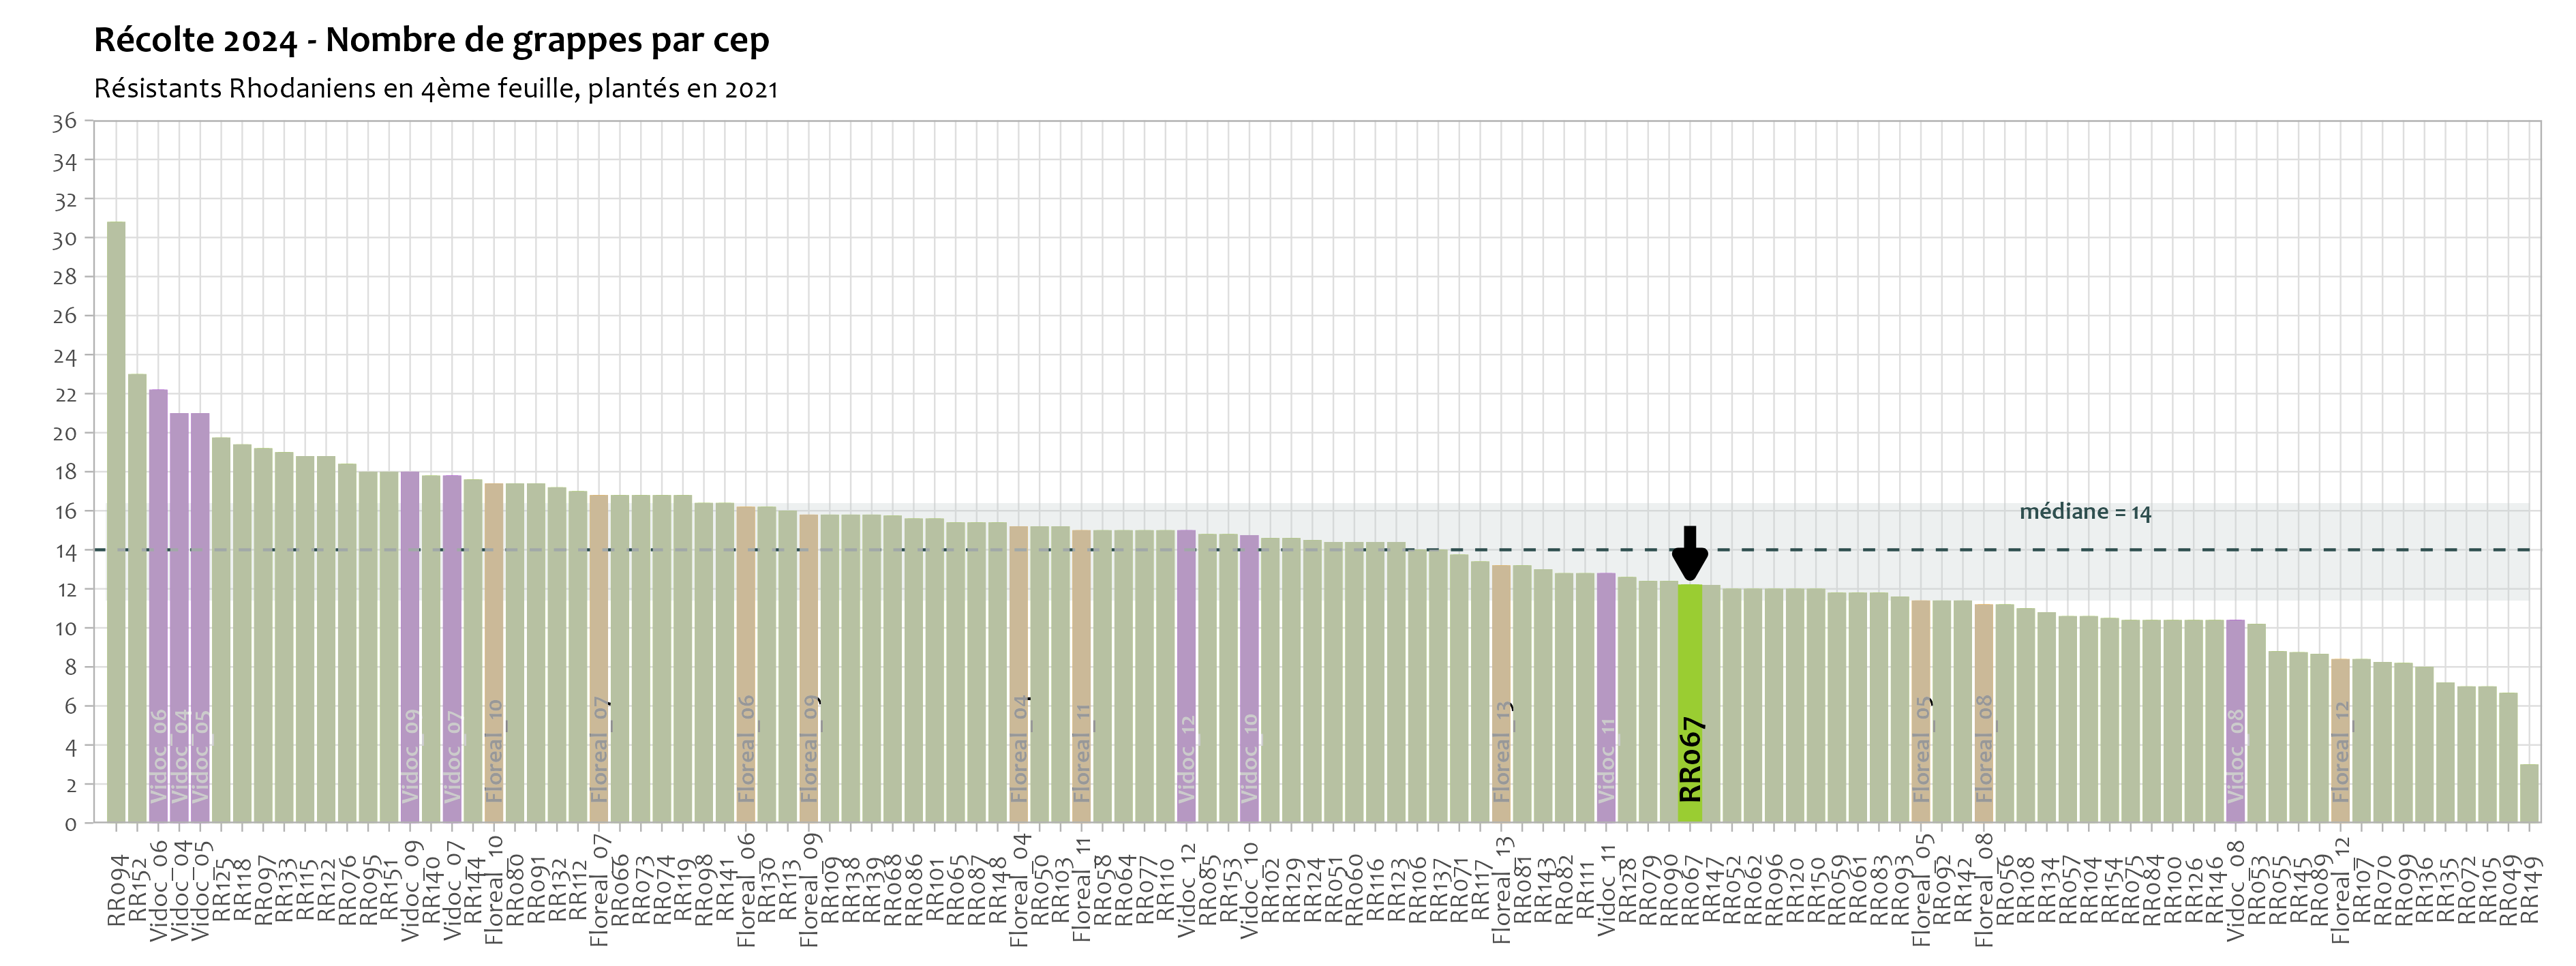 Récolte 2024 - Nombre de grappes par cep
Résistants Rhodaniens en 4ème feuille, plantés en 2021
36
34
32
30
28
26
24
22
20
18
16
14
12
10
8
6
4
2
0
médiane = 14
Vidoc_06
Vidoc_04
Vidoc_05
Vidoc_09
Vidoc_07
Floreal_10
Floreal_07
Floreal_06
Floreal_09
Floreal_04
Floreal_11
Vidoc_12
Vidoc_10
Floreal_13
Vidoc_11
RR067
Floreal_05
Floreal_08
Vidoc_08
Floreal_12
RR094
RR152
Vidoc_06
Vidoc_04
Vidoc_05
RR125
RR118
RR097
RR133
RR115
RR122
RR076
RR095
RR151
Vidoc_09
RR140
Vidoc_07
RR144
Floreal_10
RR080
RR091
RR132
RR112
Floreal_07
RR066
RR073
RR074
RR119
RR098
RR141
Floreal_06
RR130
RR113
Floreal_09
RR109
RR138
RR139
RR068
RR086
RR101
RR065
RR087
RR148
Floreal_04
RR050
RR103
Floreal_11
RR058
RR064
RR077
RR110
Vidoc_12
RR085
RR153
Vidoc_10
RR102
RR129
RR124
RR051
RR060
RR116
RR123
RR106
RR137
RR071
RR117
Floreal_13
RR081
RR143
RR082
RR111
Vidoc_11
RR128
RR079
RR090
RR067
RR147
RR052
RR062
RR096
RR120
RR150
RR059
RR061
RR083
RR093
Floreal_05
RR092
RR142
Floreal_08
RR056
RR108
RR134
RR057
RR104
RR154
RR075
RR084
RR100
RR126
RR146
Vidoc_08
RR053
RR055
RR145
RR089
Floreal_12
RR107
RR070
RR099
RR136
RR135
RR072
RR105
RR049
RR149